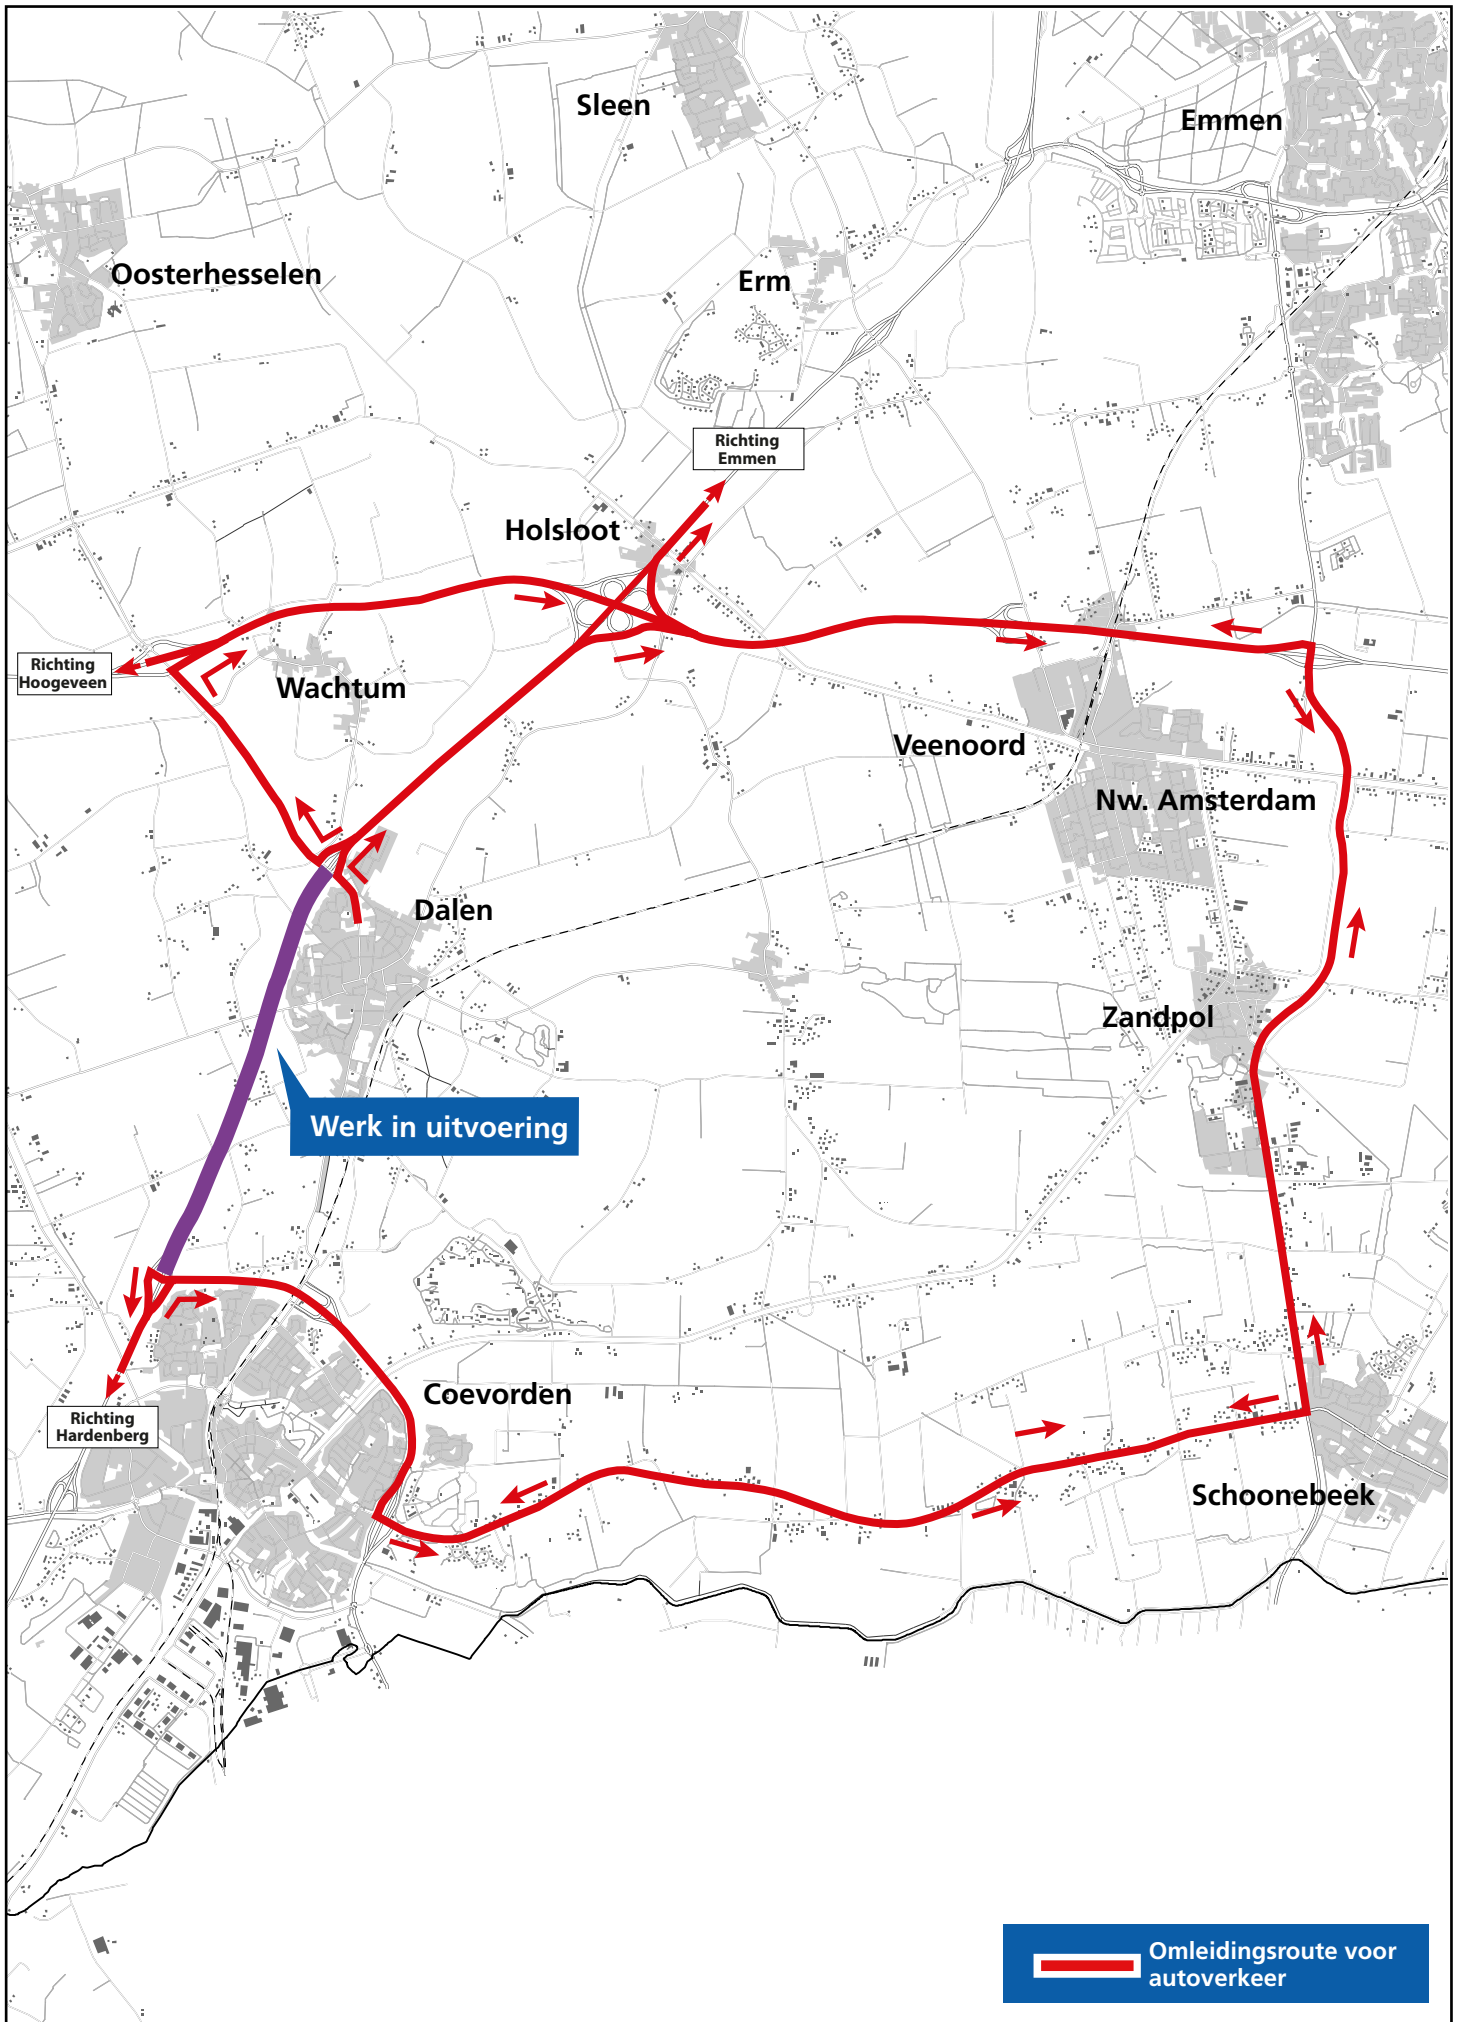 Sleen
Emmen
Oosterhesselen
Erm
Richting
Emmen
Holsloot
Richting
Hoogeveen
Wachtum
Veenoord
Nw. Amsterdam
Dalen
Zandpol
Werk in uitvoering
Coevorden
Richting
Hardenberg
Schoonebeek
Omleidingsroute voor
autoverkeer